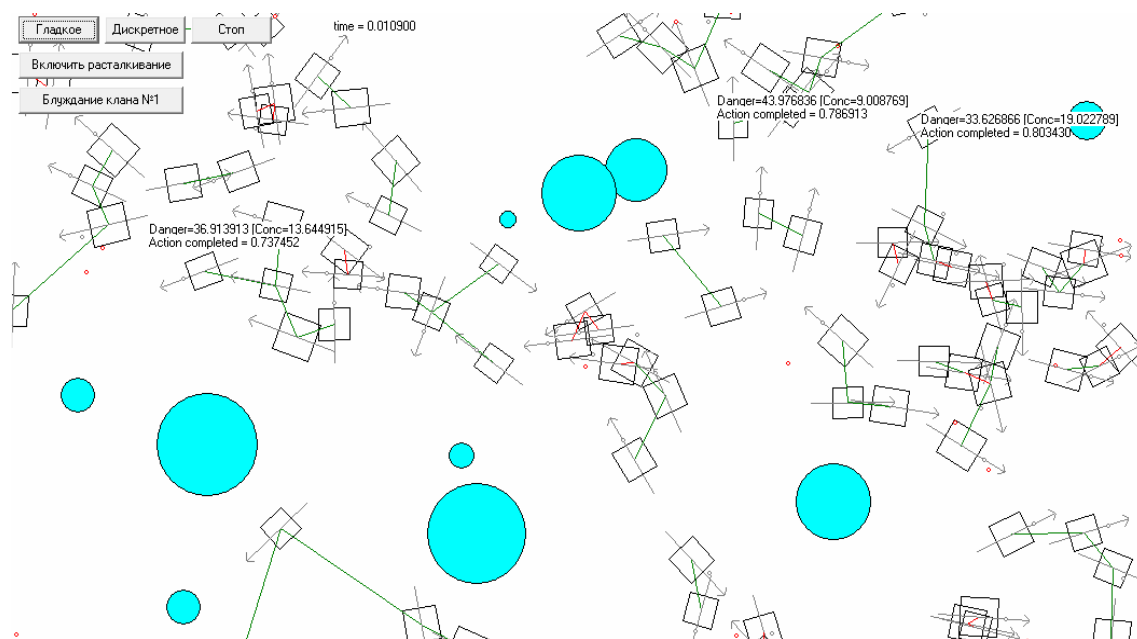 Гладкое
Дискретное
Стоп
time = 0.010900
Включить расталкивание
Блуждание клана №1
Danger=43.976836 [Conc=9.008769]
Action completed = 0.786913
Danger=33.626866 [Conc=19.022789]
Action completed = 0.803430
Danger=36.913913 [Conc=13.644915]
Action completed = 0.737452